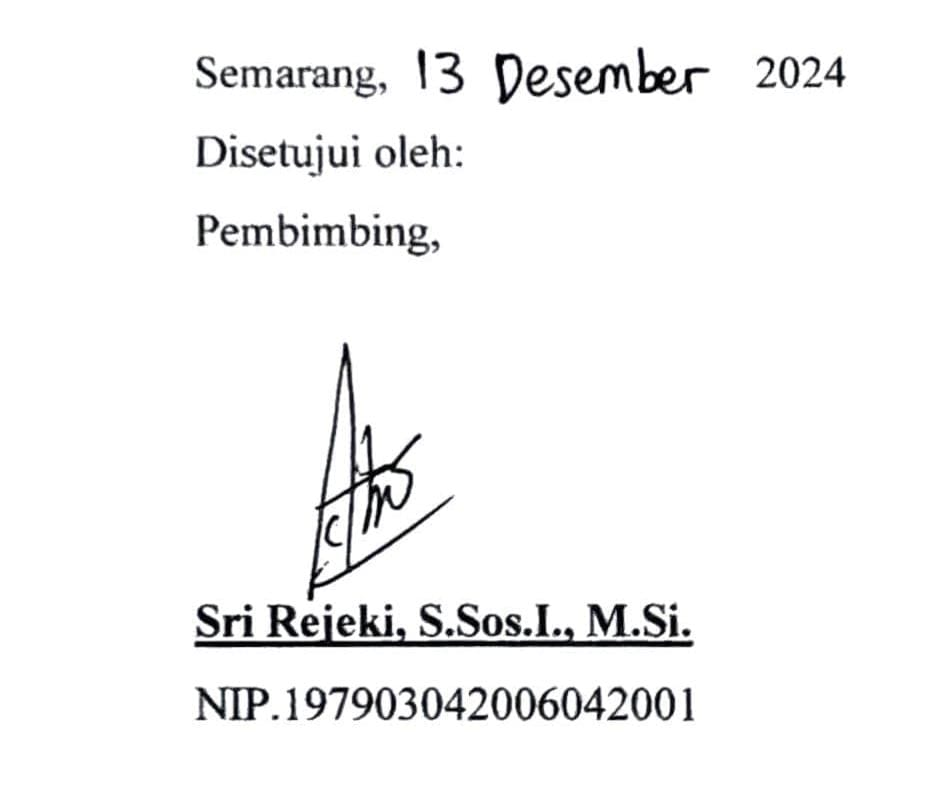 Semarang, 13 Desember 2024
Disetujui oleh:
Pembimbing,
Sri Rejeki, S.Sos.I., M.Si.
NIP.197903042006042001